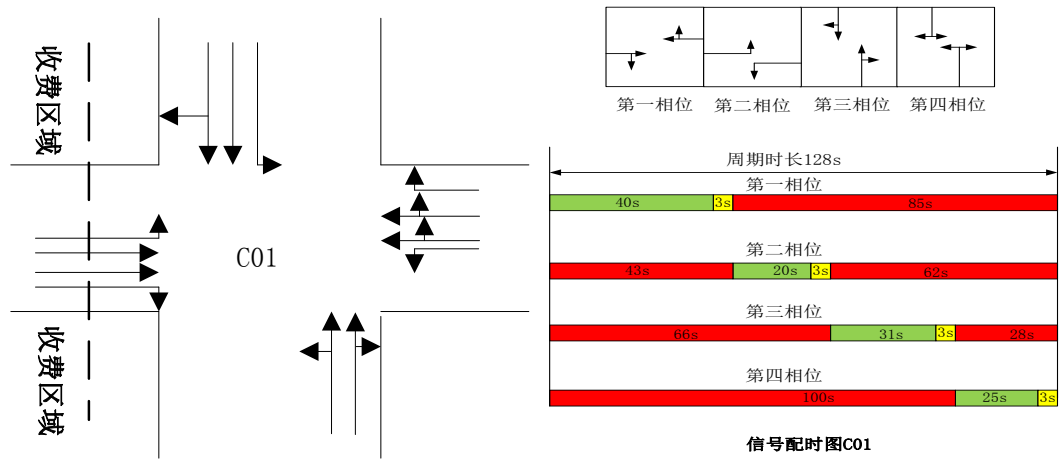 收费区域
收费区域
C01
第一相位 第二相位 第三相位 第四相位
周期时长128s
第一相位
40s 3s 85s
第二相位
43s 20s 3s 62s
第三相位
66s 31s 3s 28s
第四相位
100s 25s 3s
信号配时图C01